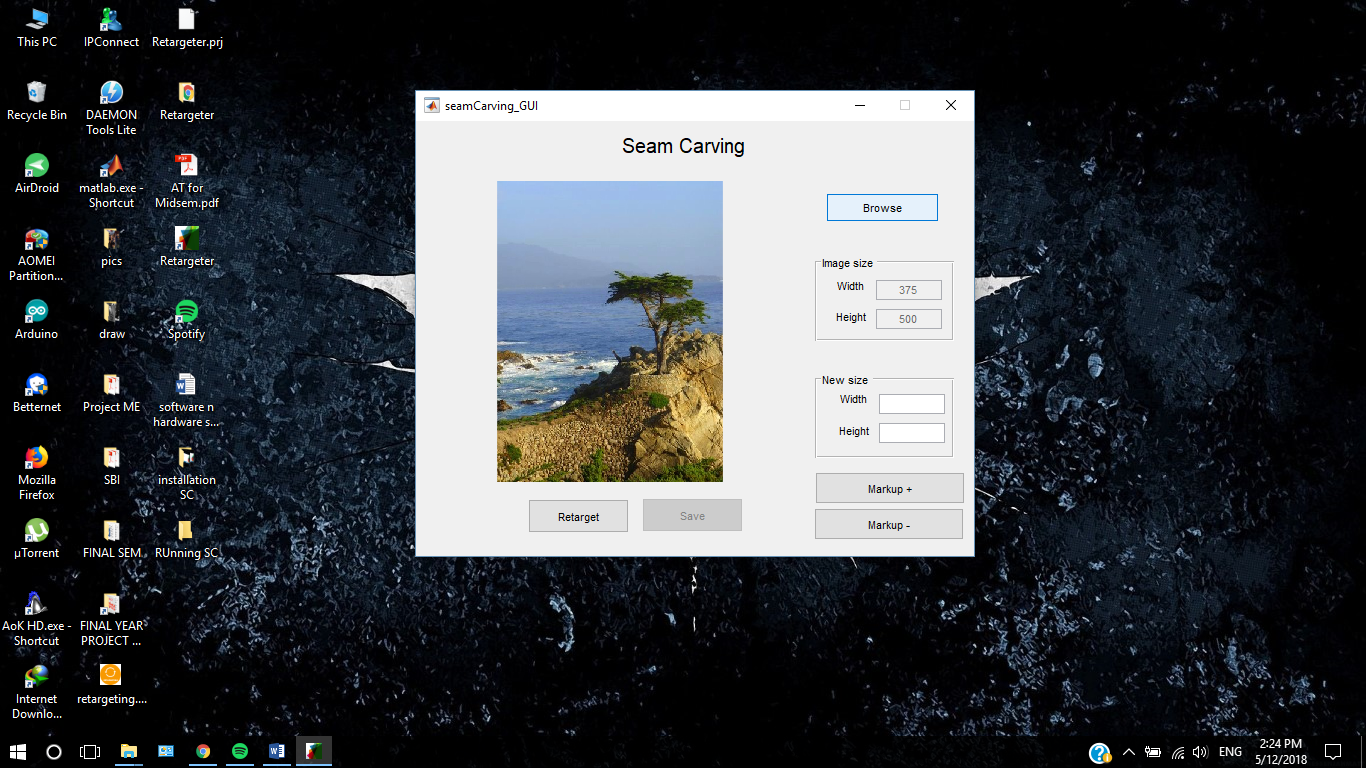 This PC
IPConnect
Retargeter.prj
Recycle Bin
DAEMON
Tools Lite
Retargeter
AirDroid
matlab.exe -
Shortcut
AT for
Midsem.pdf
AOMEI
Partition...
pics
Retargeter
Arduino
draw
Spotify
Betternet
Project ME
software n
hardware s...
Mozilla
Firefox
SBI
installation
SC
µTorrent
FINAL SEM
RUnning SC
AoK HD.exe -
Shortcut
FINAL YEAR
PROJECT ...
Internet
Downlo...
retargeting....
seamCarving_GUI
Seam Carving
Browse
Image size
Width
375
Height
500
New size
Width
Height
Markup +
Markup -
Retarget
Save
ENG
2:24 PM
5/12/2018